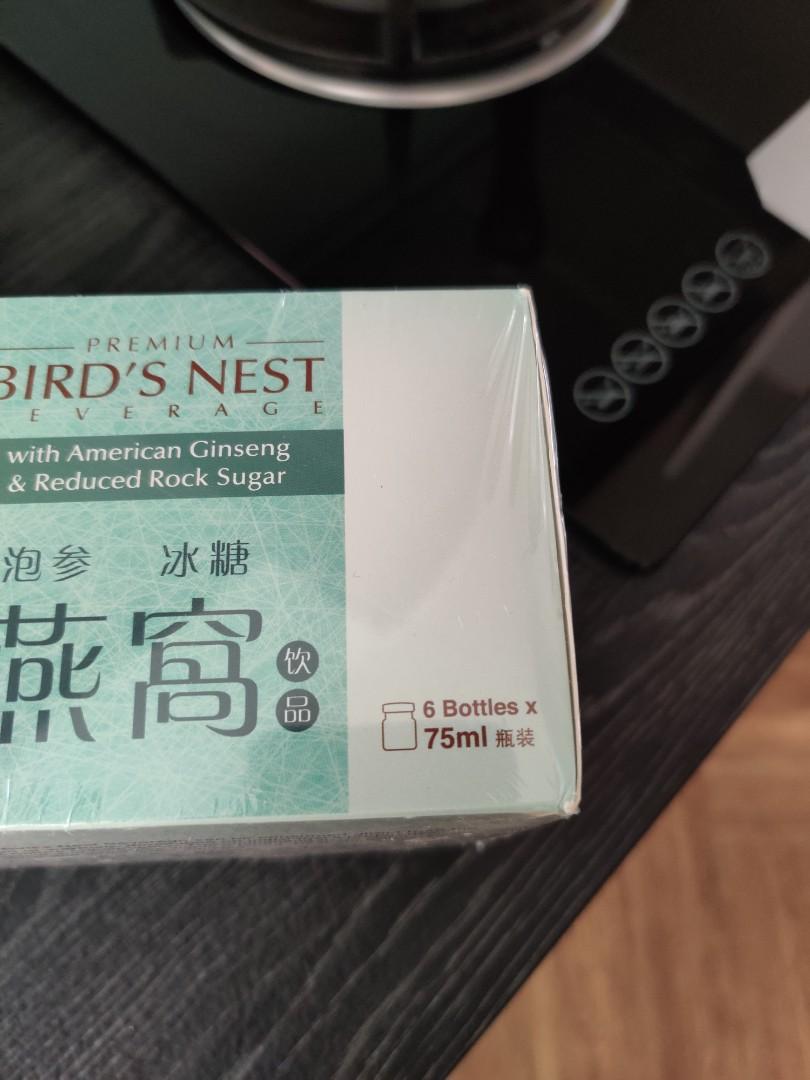 PREMIUM
BIRD'S NEST
EVERAGE
with American Ginseng
& Reduced Rock Sugar
泡参 冰糖
燕窝
饮品
6 Bottles x
75ml 瓶装